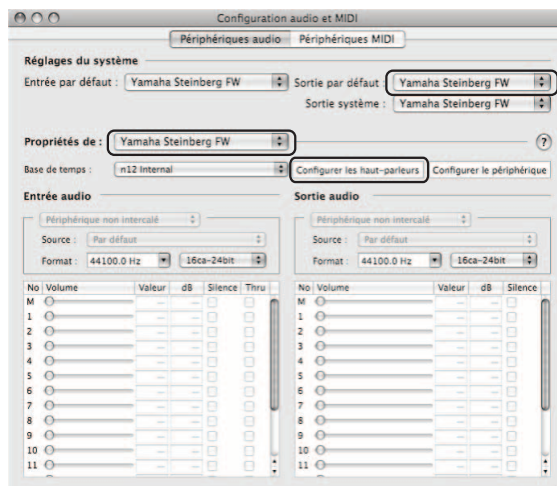 Configuration audio et MIDI
Périphériques audio Périphériques MIDI
Réglages du système
Entrée par défaut : Yamaha Steinberg FW Sortie par défaut : Yamaha Steinberg FW
Sortie système : Yamaha Steinberg FW
Propriétés de : Yamaha Steinberg FW ?
Base de temps : n12 Internal Configurer les haut-parleurs Configurer le périphérique
Entrée audio Sortie audio
Périphérique non intercalé Périphérique non intercalé
Source : Par défaut Source : Par défaut
Format : 44100.0 Hz 16ca-24bit Format : 44100.0 Hz 16ca-24bit
No Volume Valeur dB Silence Thru No Volume Valeur dB Silence
M -- -- M -- --
1 -- -- 1 -- --
2 -- -- 2 -- --
3 -- -- 3 -- --
4 -- -- 4 -- --
5 -- -- 5 -- --
6 -- -- 6 -- --
7 -- -- 7 -- --
8 -- -- 8 -- --
9 -- -- 9 -- --
10 -- -- 10 -- --
11 -- -- 11 -- --